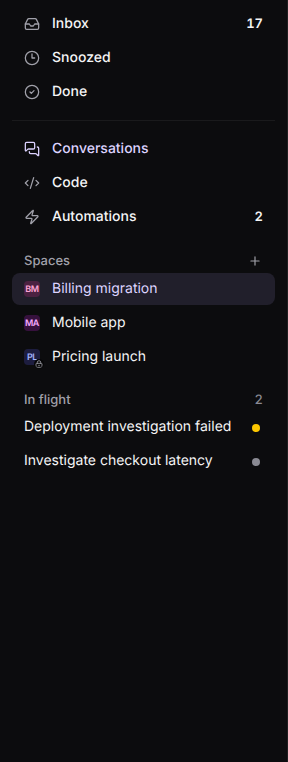 Inbox 17
Snoozed
Done
Conversations
Code
Automations 2
Spaces +
BM Billing migration
MA Mobile app
PL Pricing launch
In flight 2
Deployment investigation failed
Investigate checkout latency